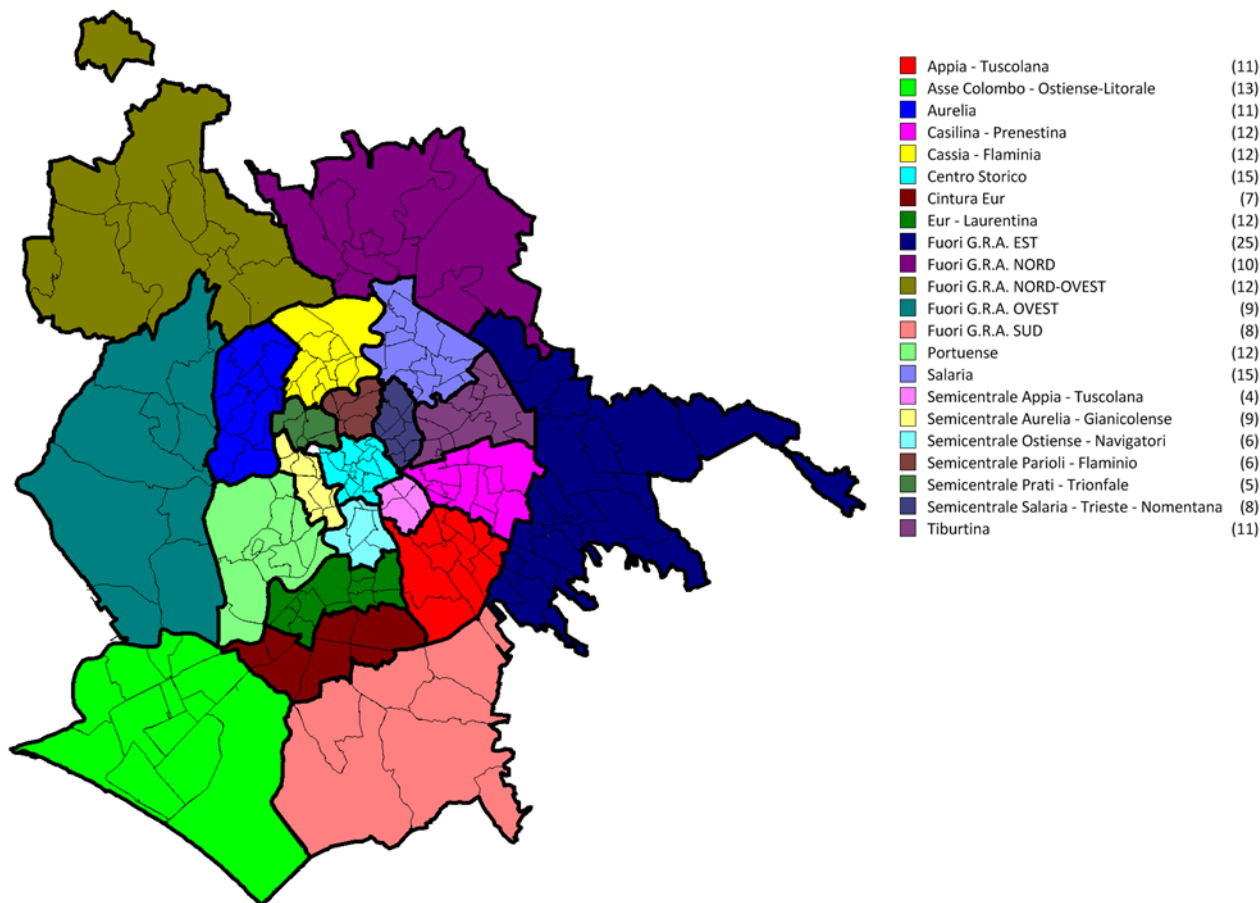 Appia - Tuscolana (11)
Asse Colombo - Ostiense-Litorale (13)
Aurelia (11)
Casilina - Prenestina (12)
Cassia - Flaminia (12)
Centro Storico (15)
Cintura Eur (7)
Eur - Laurentina (12)
Fuori G.R.A. EST (25)
Fuori G.R.A. NORD (10)
Fuori G.R.A. NORD-OVEST (12)
Fuori G.R.A. OVEST (9)
Fuori G.R.A. SUD (8)
Portuense (12)
Salaria (15)
Semicentrale Appia - Tuscolana (4)
Semicentrale Aurelia - Gianicolense (9)
Semicentrale Ostiense - Navigatori (6)
Semicentrale Parioli - Flaminio (6)
Semicentrale Prati - Trionfale (5)
Semicentrale Salaria - Trieste - Nomentana (8)
Tiburtina (11)